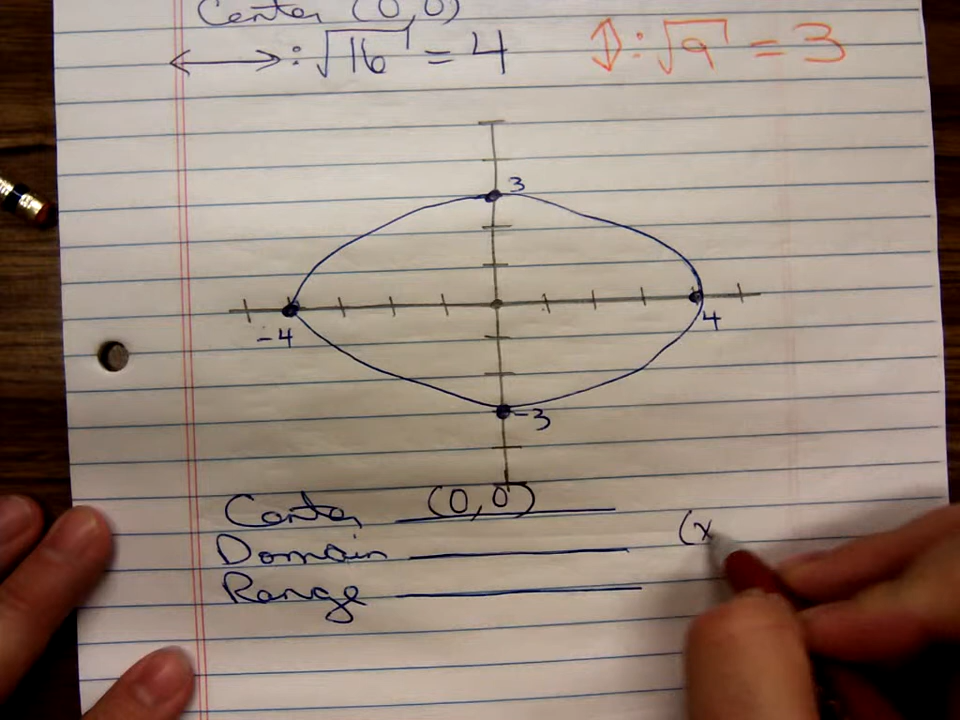 Center (0,0)
↔ : √16 = 4 ↕ : √9 = 3
3
-4
4
-3
Center (0,0)
Domain
Range
(x